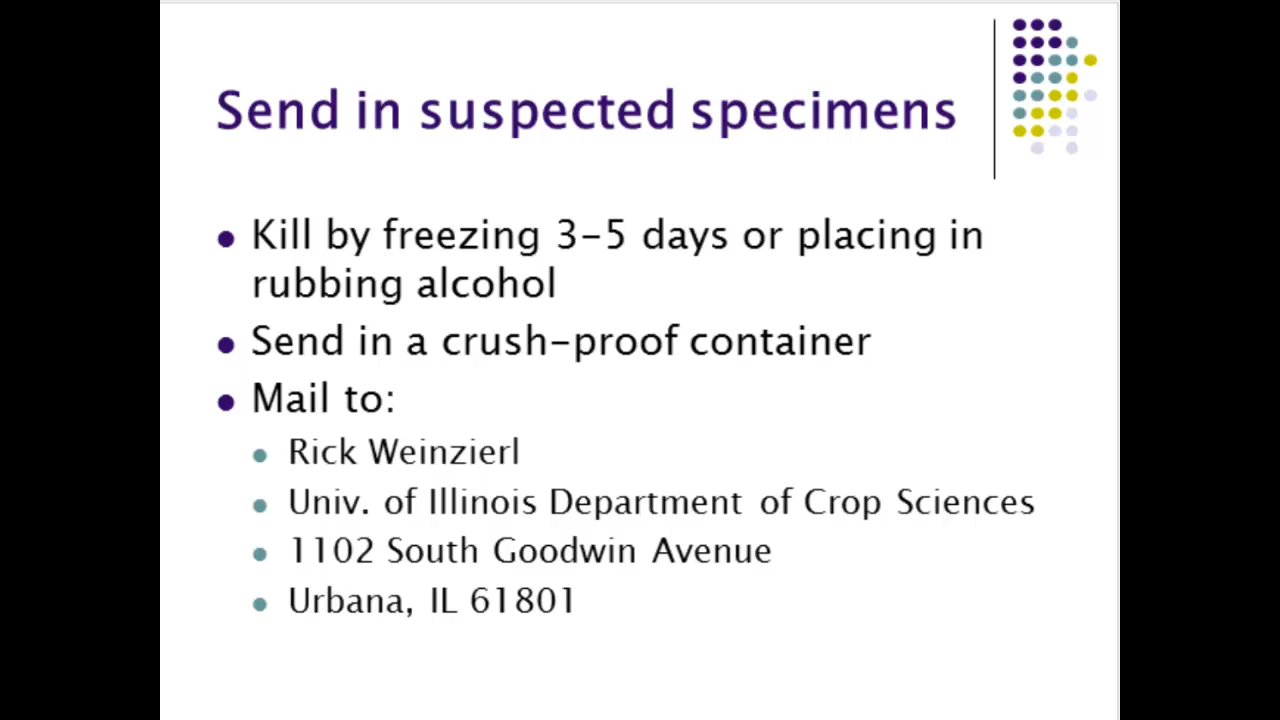 Send in suspected specimens
Kill by freezing 3-5 days or placing in
rubbing alcohol
Send in a crush-proof container
Mail to:
Rick Weinzierl
Univ. of Illinois Department of Crop Sciences
1102 South Goodwin Avenue
Urbana, IL 61801